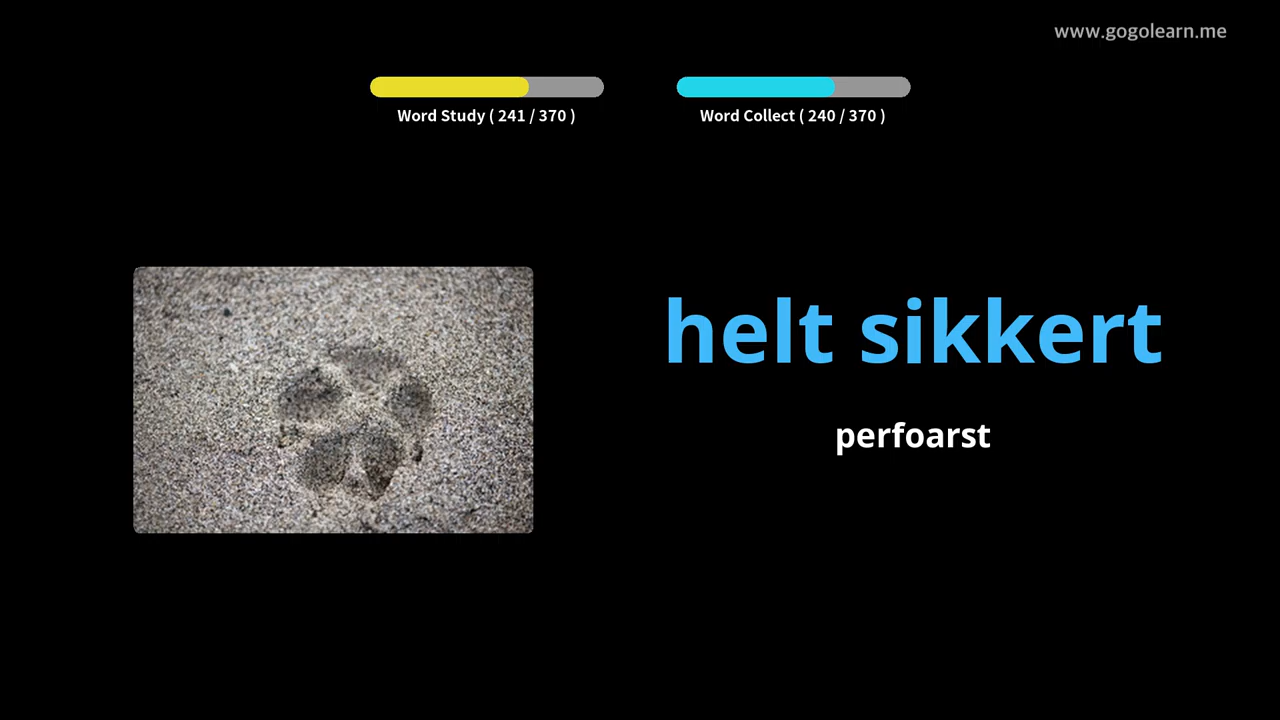 www.gogolearn.me
Word Study ( 241 / 370 )
Word Collect ( 240 / 370 )
helt sikkert
perfoarst